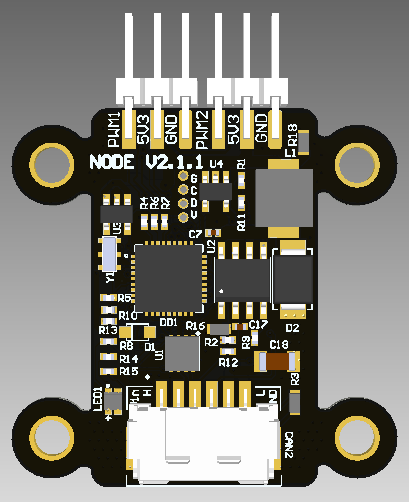 PWM1 5V3 GND PWM2 5V3 GND
R18
NODE V2.1.1
U4
R1
G
C
D
V
R4 R6 R7
R11
U3
C7
U2
Y1
R5
DD1
R10
R16
C17
D2
R13
R2
R8
D1
R9
U1
R12
C18
R14
R15
R3
LED1
H
L
GND
CAN2